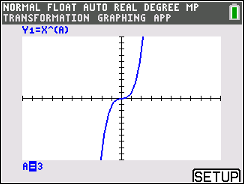 NORMAL FLOAT AUTO REAL DEGREE MP
TRANSFORMATION GRAPHING APP
Y1=X^(A)
A=3
SETUP